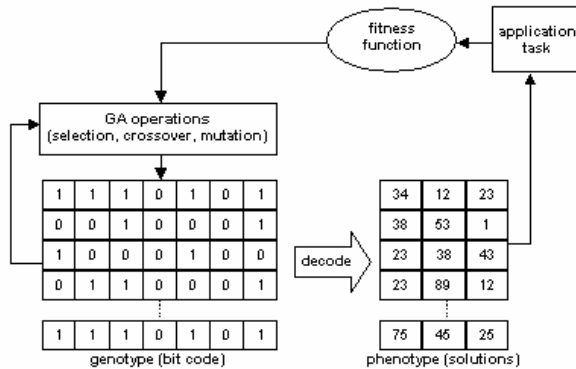 fitness
function
application
task
GA operations
(selection, crossover, mutation)
1 1 1 0 1 0 1
0 0 1 0 0 0 1
1 0 0 0 1 0 0
0 1 1 0 1 0 1
1 1 1 0 1 0 1
genotype (bit code)
decode
34 12 23
38 53 1
23 38 43
23 89 12
75 45 25
phenotype (solutions)